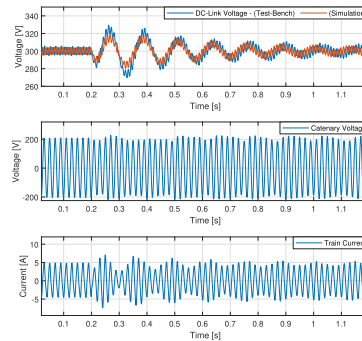 DC-Link Voltage - (Test-Bench) (Simulation
340
320
300
280
260
Voltage [V]
0.1 0.2 0.3 0.4 0.5 0.6 0.7 0.8 0.9 1 1.1
Time [s]
Catenary Voltage
200
0
-200
Voltage [V]
0.1 0.2 0.3 0.4 0.5 0.6 0.7 0.8 0.9 1 1.1
Time [s]
Train Current
10
5
0
-5
Current [A]
0.1 0.2 0.3 0.4 0.5 0.6 0.7 0.8 0.9 1 1.1
Time [s]